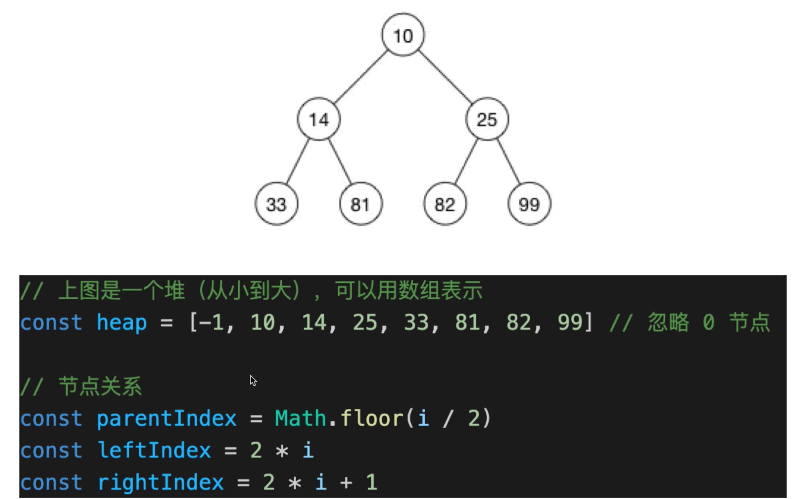 10
14 25
33 81 82 99
// 上图是一个堆（从小到大），可以用数组表示
const heap = [-1, 10, 14, 25, 33, 81, 82, 99] // 忽略 0 节点
// 节点关系
const parentIndex = Math.floor(i / 2)
const leftIndex = 2 * i
const rightIndex = 2 * i + 1